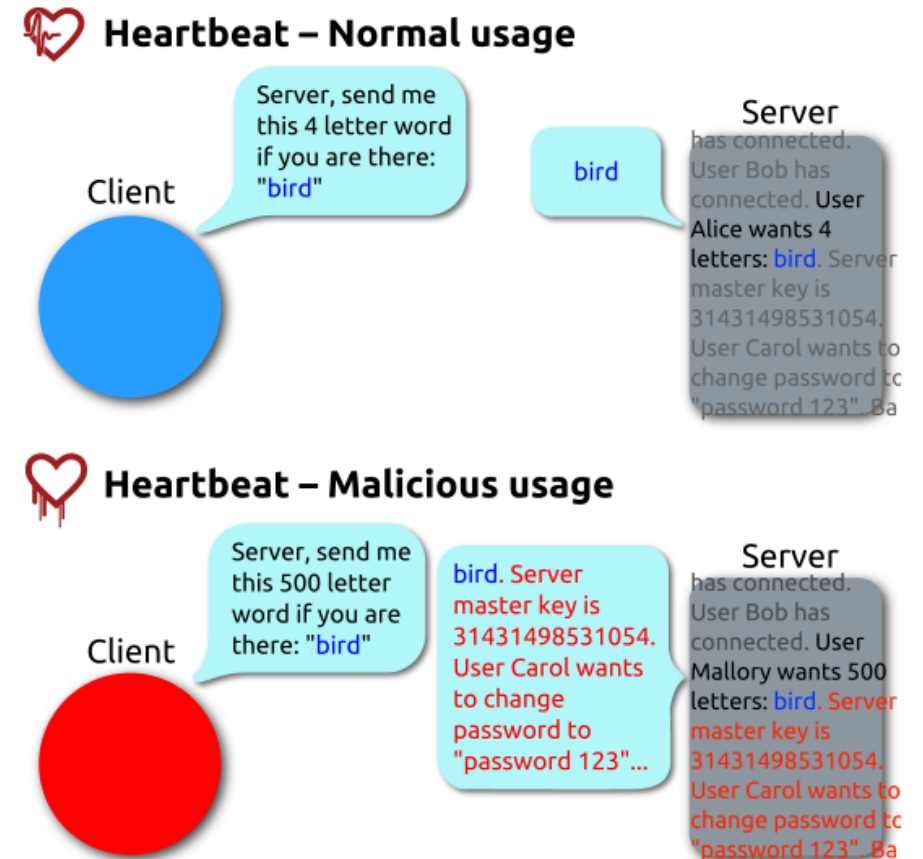 Heartbeat – Normal usage
Server, send me
this 4 letter word
if you are there:
"bird"
Client
bird
Server
has connected.
User Bob has
connected. User
Alice wants 4
letters: bird. Server
master key is
31431498531054.
User Carol wants to
change password to
"password 123". Ba
Heartbeat – Malicious usage
Server, send me
this 500 letter
word if you are
there: "bird"
Client
bird. Server
master key is
31431498531054.
User Carol wants
to change
password to
"password 123"...
Server
has connected.
User Bob has
connected. User
Mallory wants 500
letters: bird. Server
master key is
31431498531054.
User Carol wants to
change password to
"password 123". Ba